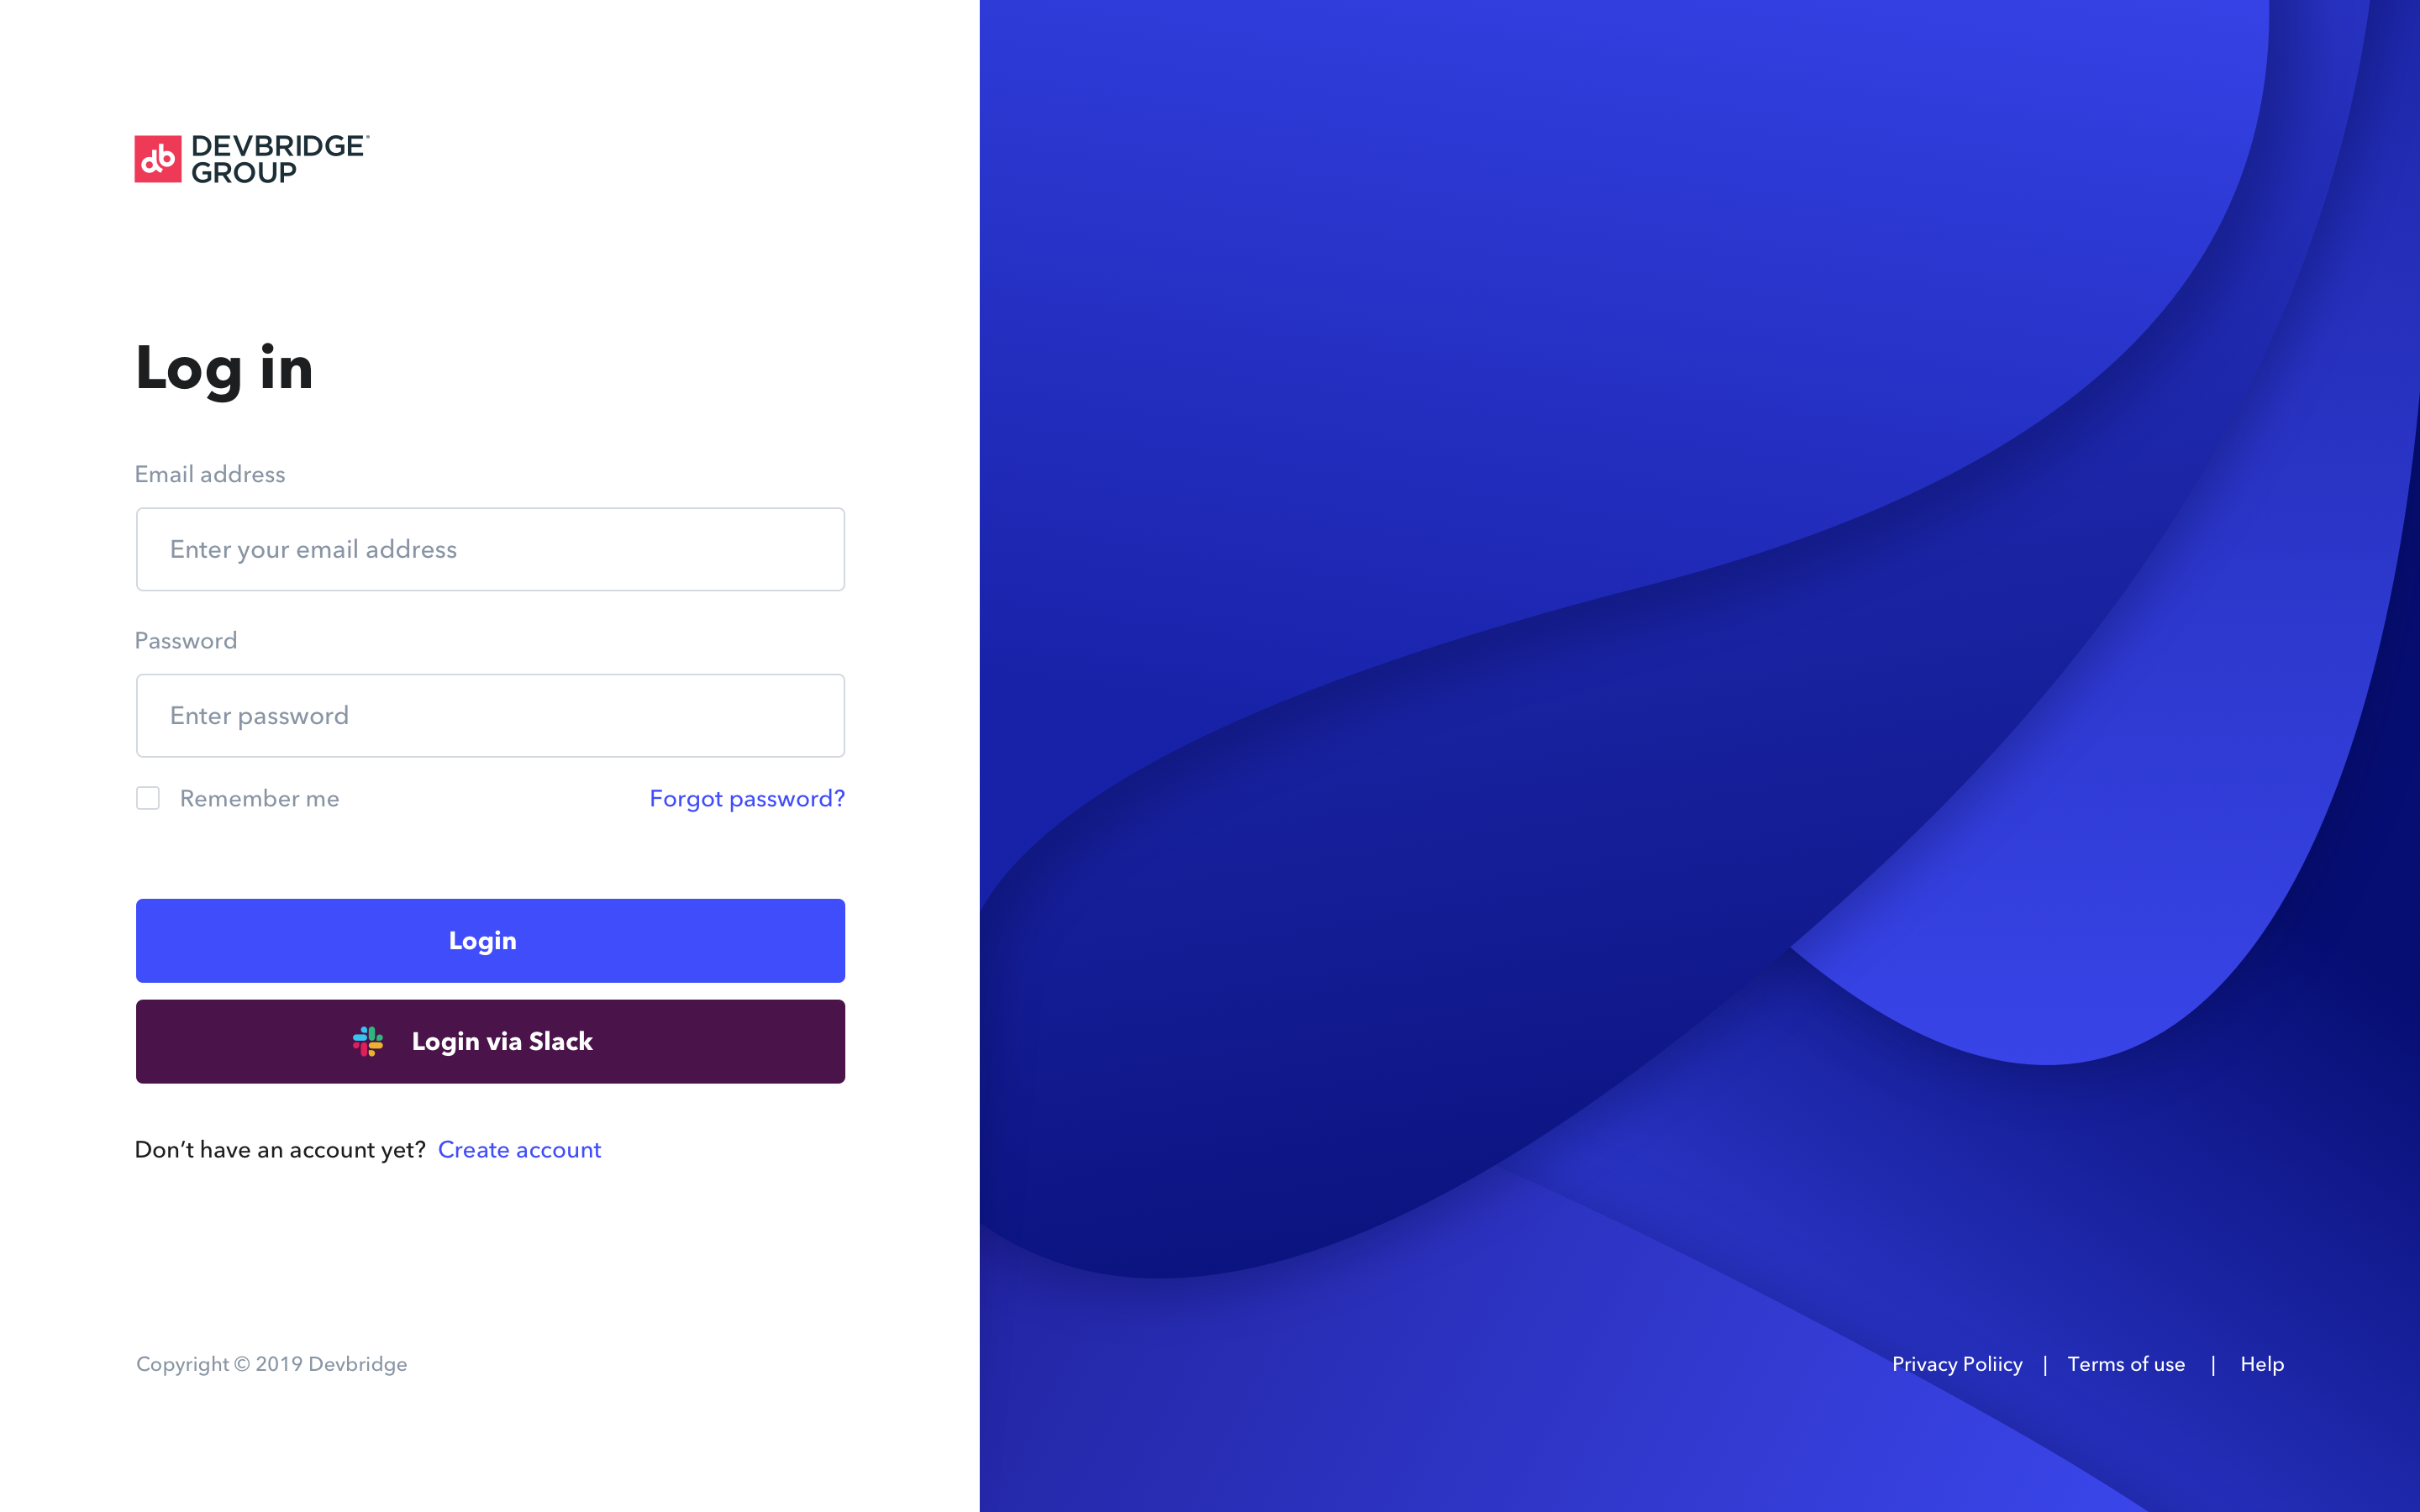 db DEVBRIDGE
GROUP
Log in
Email address
Enter your email address
Password
Enter password
Remember me
Forgot password?
Login
Login via Slack
Don’t have an account yet? Create account
Copyright © 2019 Devbridge
Privacy Poliicy | Terms of use | Help